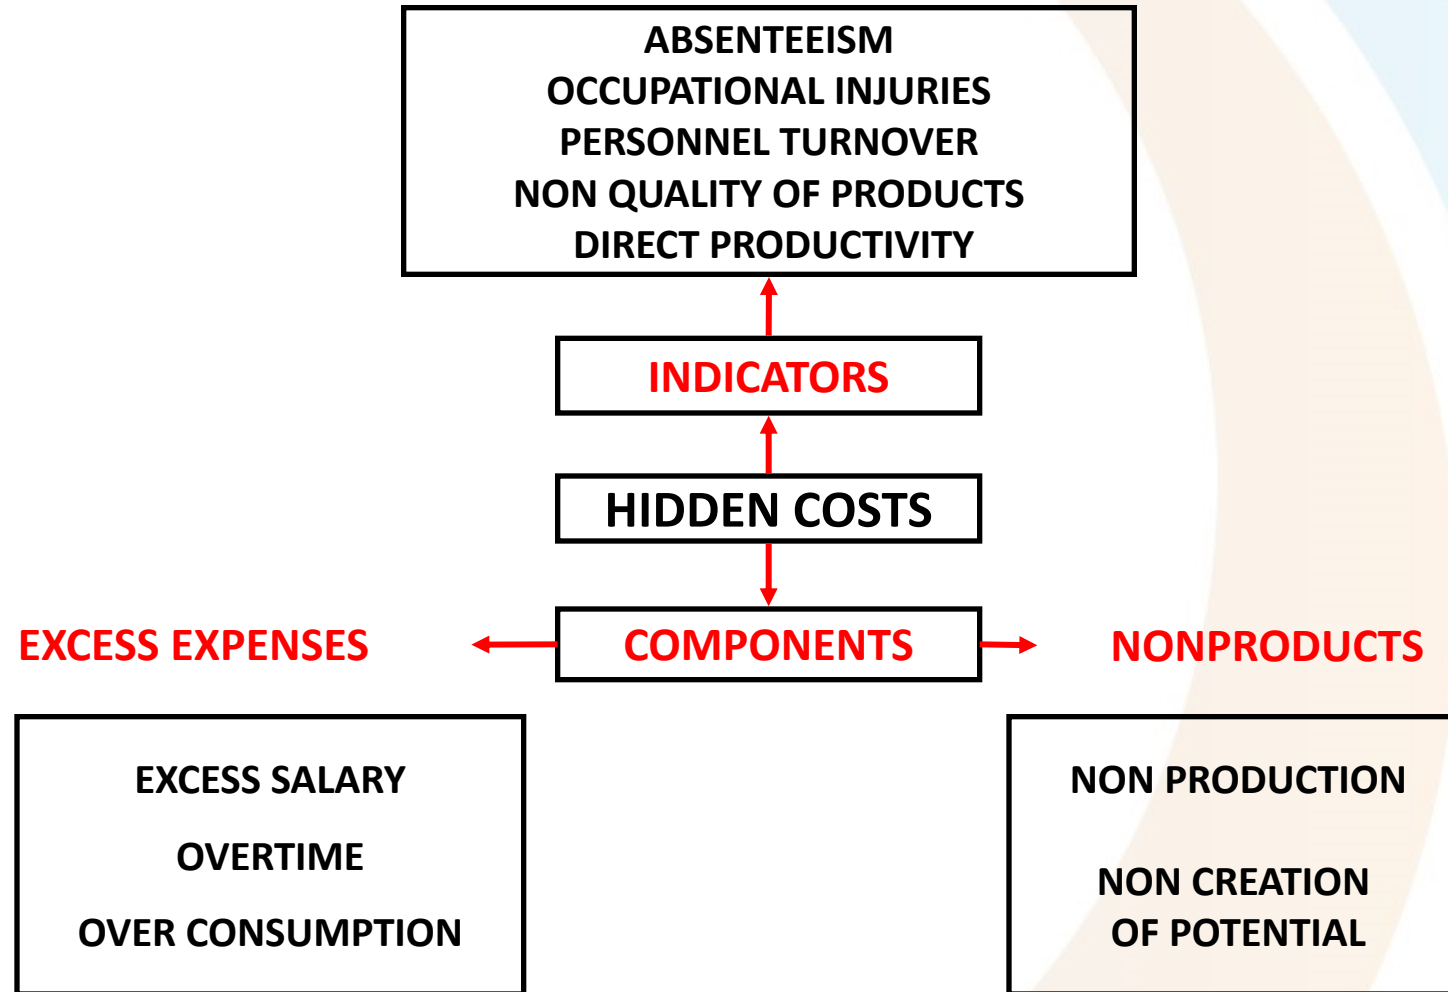 ABSENTEEISM
OCCUPATIONAL INJURIES
PERSONNEL TURNOVER
NON QUALITY OF PRODUCTS
DIRECT PRODUCTIVITY
INDICATORS
HIDDEN COSTS
EXCESS EXPENSES
COMPONENTS
NONPRODUCTS
EXCESS SALARY
OVERTIME
OVER CONSUMPTION
NON PRODUCTION
NON CREATION
OF POTENTIAL